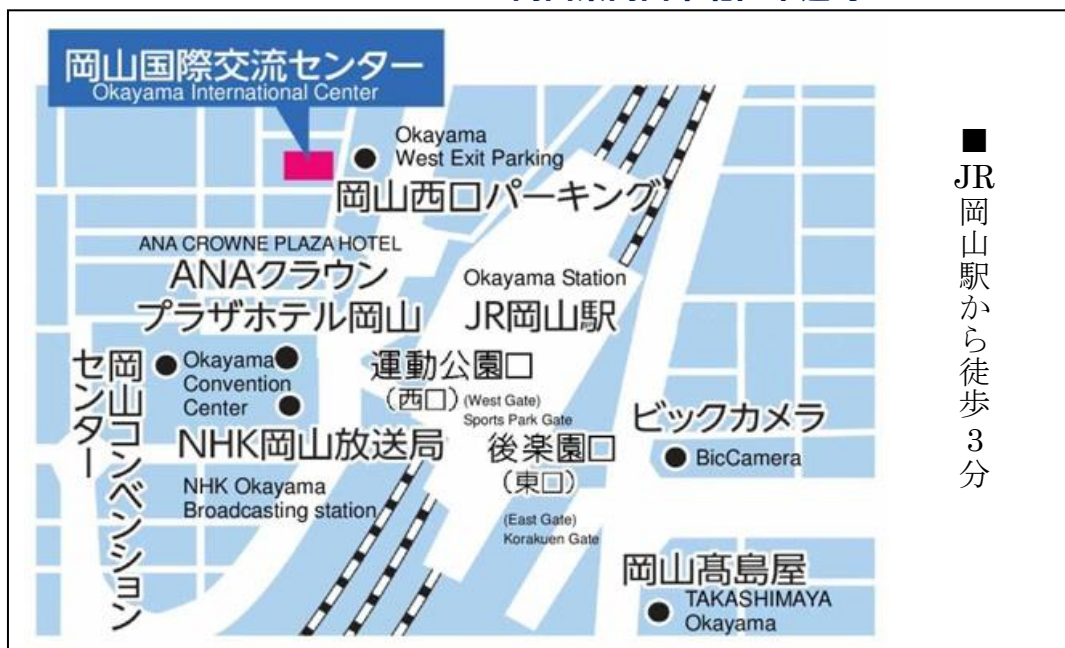 岡山国際交流センター
Okayama International Center
Okayama
West Exit Parking
岡山西口パーキング
ANA CROWNE PLAZA HOTEL
ANAクラウン
プラザホテル岡山
Okayama Station
JR岡山駅
運動公園口
(西口)
(West Gate)
Sports Park Gate
後楽園口
(東口)
(East Gate)
Korakuen Gate
岡山コンベンション
センター
Okayama
Convention
Center
NHK岡山放送局
NHK Okayama
Broadcasting station
ビックカメラ
BicCamera
岡山髙島屋
TAKASHIMAYA
Okayama
■JR岡山駅から徒歩3分